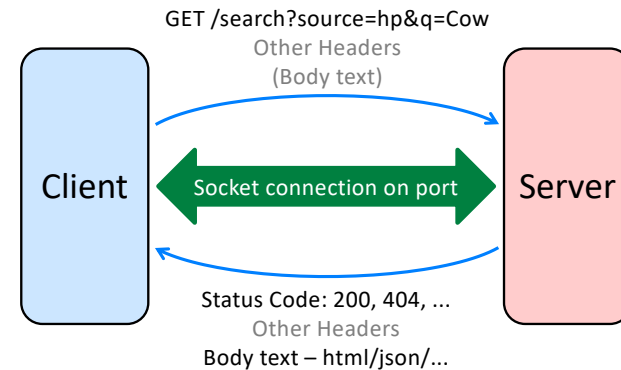 GET /search?source=hp&q=Cow
Other Headers
(Body text)
Client
Socket connection on port
Server
Status Code: 200, 404, ...
Other Headers
Body text – html/json/...